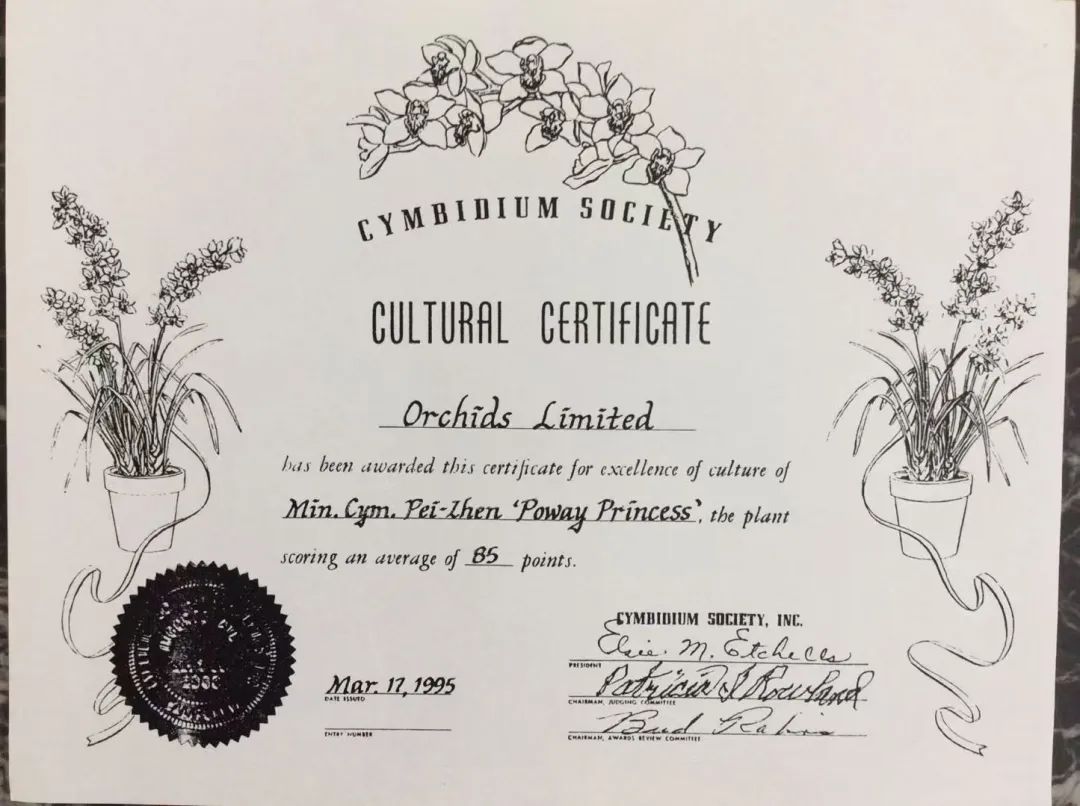 CYMBIDIUM SOCIETY
CULTURAL CERTIFICATE
Orchids Limited
has been awarded this certificate for excellence of culture of
Min. Cym. Pei-Zhen 'Poway Princess', the plant
scoring an average of 85 points.
CYMBIDIUM SOCIETY, INC.
Elsie M. Etchells
PRESIDENT
Mar. 17, 1995
DATE ISSUED
Patricia Rowland
CHAIRMAN, JUDGING COMMITTEE
Bud
ENTRY NUMBER
CHAIRMAN, AWARDS REVIEW COMMITTEE